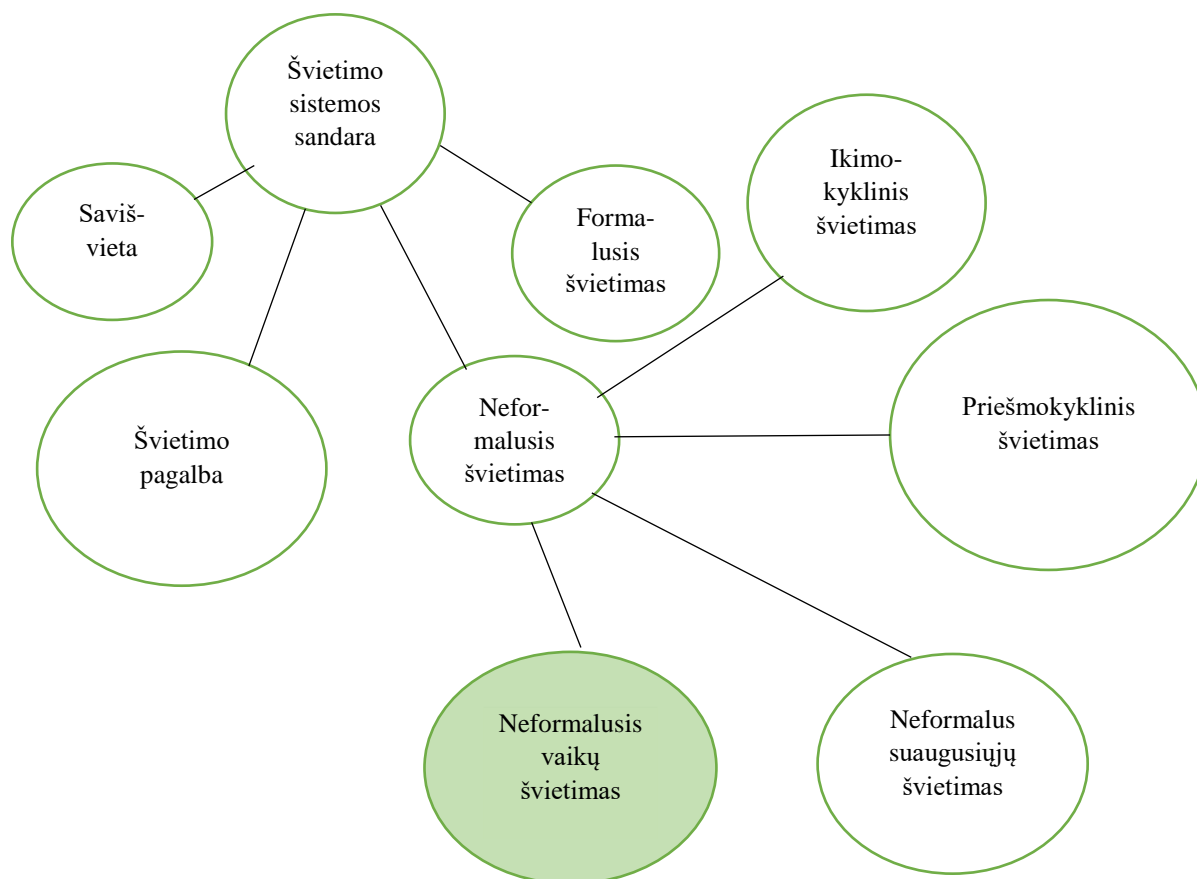 Švietimo
sistemos
sandara
Ikimo-
kyklinis
švietimas
Saviš-
vieta
Forma-
lusis
švietimas
Priešmokyklinis
švietimas
Nefor-
malusis
švietimas
Švietimo
pagalba
Neformalusis
vaikų
švietimas
Neformalus
suaugusiųjų
švietimas